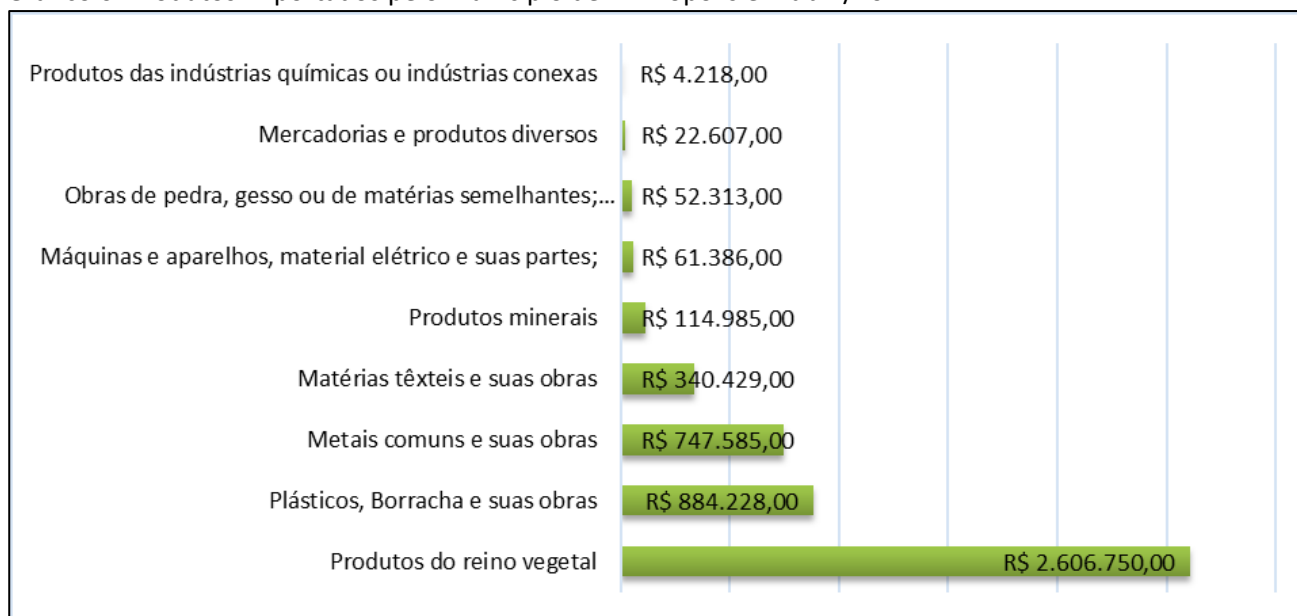 Produtos das indústrias químicas ou indústrias conexas R$ 4.218,00
Mercadorias e produtos diversos R$ 22.607,00
Obras de pedra, gesso ou de matérias semelhantes;... R$ 52.313,00
Máquinas e aparelhos, material elétrico e suas partes; R$ 61.386,00
Produtos minerais R$ 114.985,00
Matérias têxteis e suas obras R$ 340.429,00
Metais comuns e suas obras R$ 747.585,00
Plásticos, Borracha e suas obras R$ 884.228,00
Produtos do reino vegetal R$ 2.606.750,00